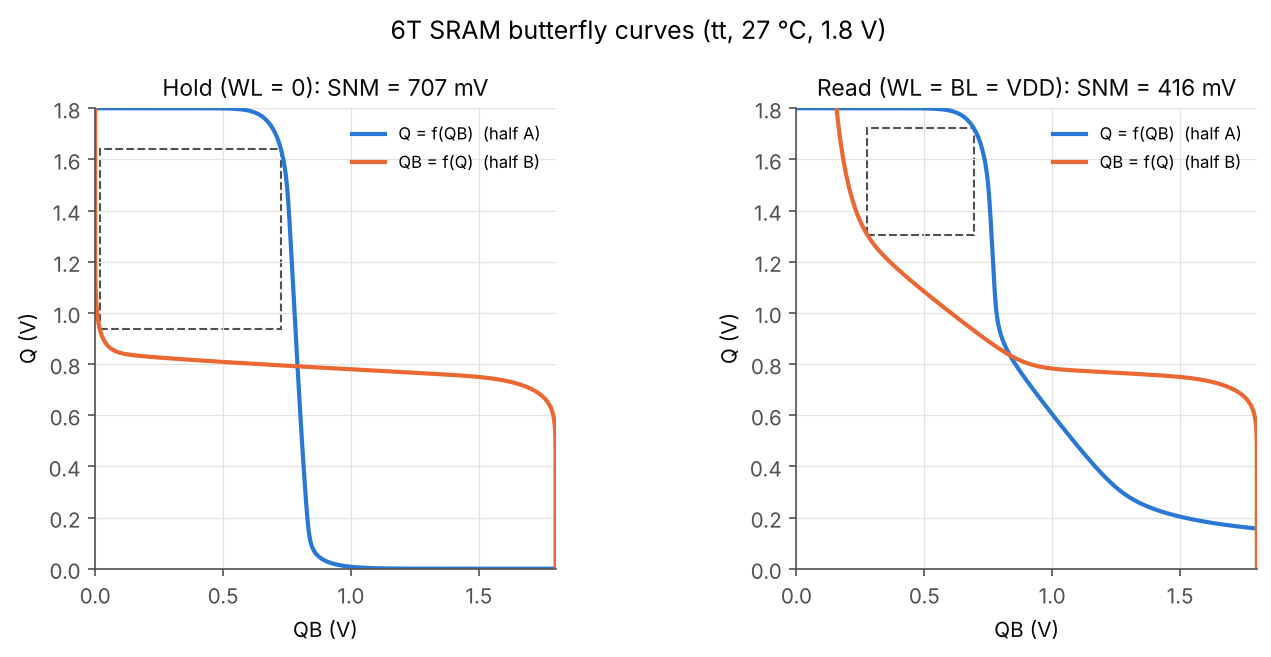 6T SRAM butterfly curves (tt, 27 °C, 1.8 V)
Hold (WL = 0): SNM = 707 mV
Q = f(QB) (half A)
QB = f(Q) (half B)
1.8
1.6
1.4
1.2
1.0
0.8
0.6
0.4
0.2
0.0
Q (V)
0.0 0.5 1.0 1.5
QB (V)
Read (WL = BL = VDD): SNM = 416 mV
Q = f(QB) (half A)
QB = f(Q) (half B)
1.8
1.6
1.4
1.2
1.0
0.8
0.6
0.4
0.2
0.0
Q (V)
0.0 0.5 1.0 1.5
QB (V)